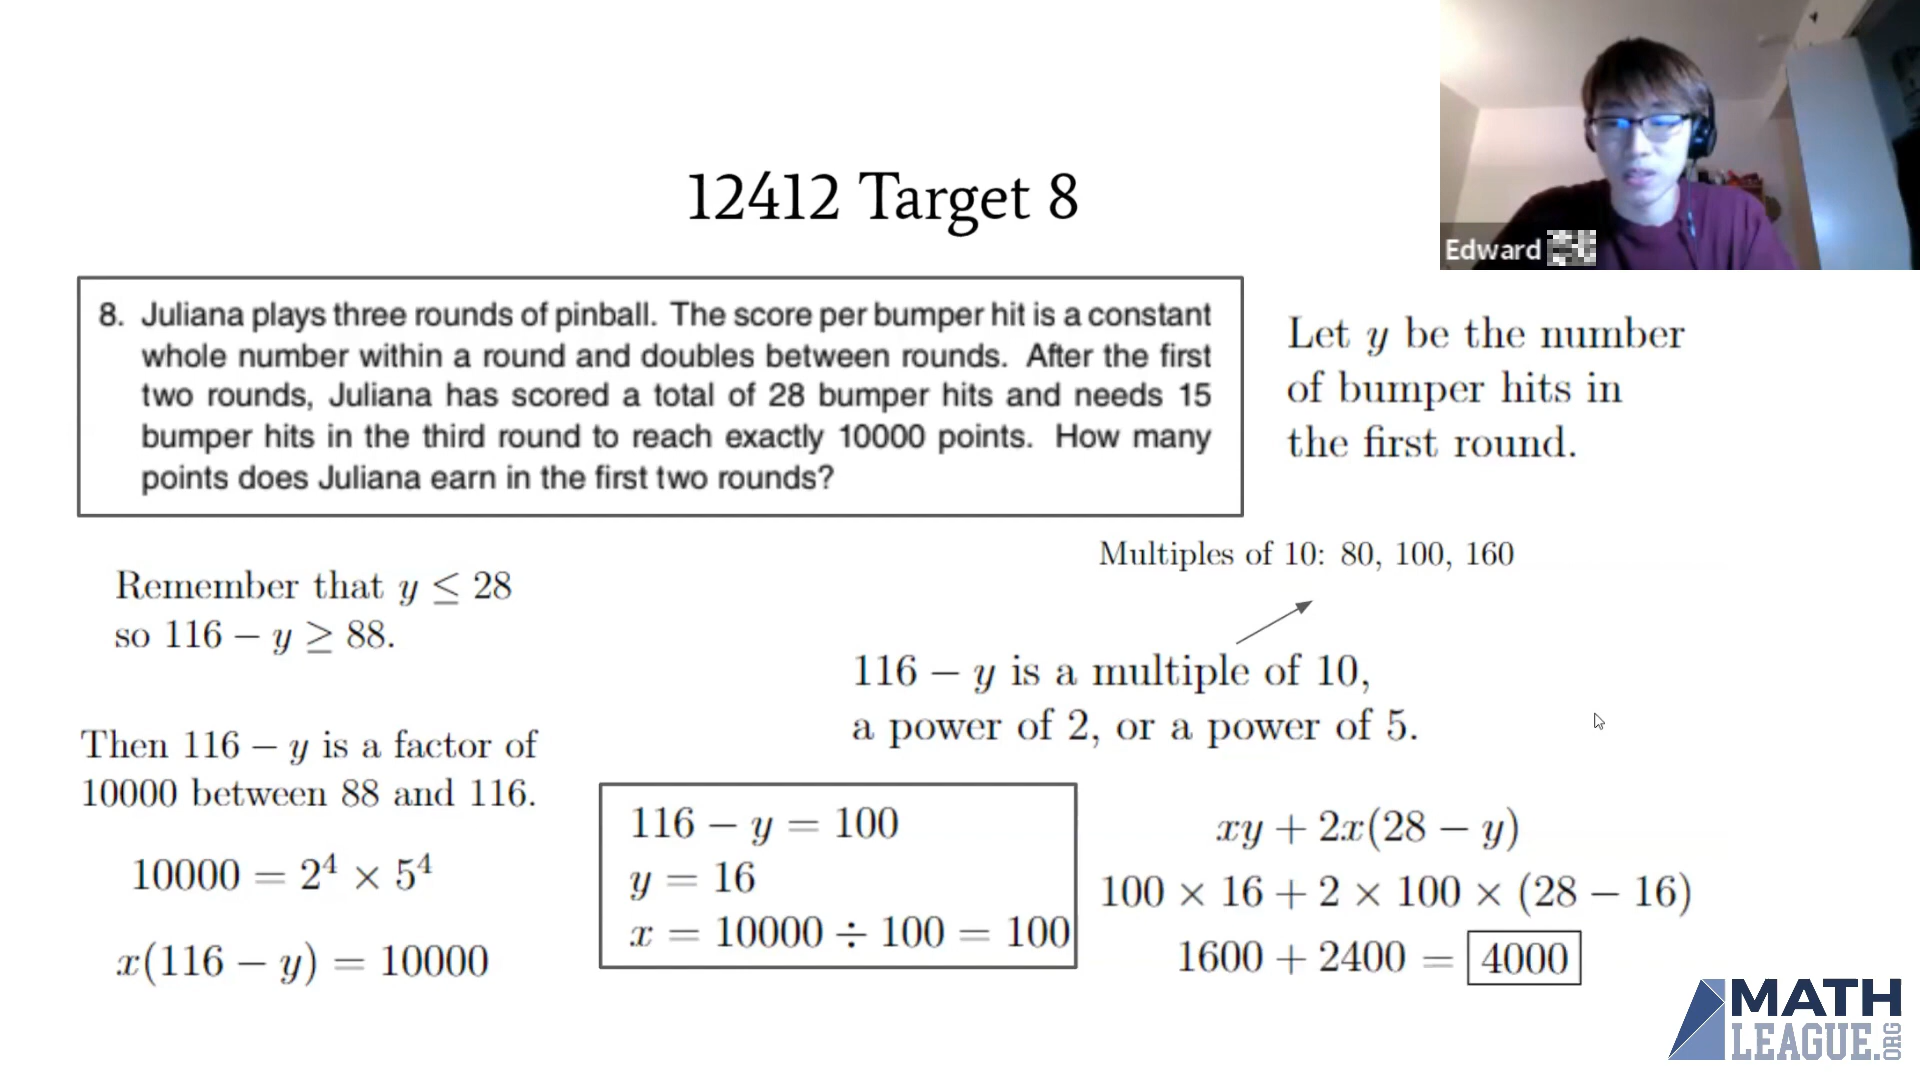 Edward
12412 Target 8
8. Juliana plays three rounds of pinball. The score per bumper hit is a constant
whole number within a round and doubles between rounds. After the first
two rounds, Juliana has scored a total of 28 bumper hits and needs 15
bumper hits in the third round to reach exactly 10000 points. How many
points does Juliana earn in the first two rounds?
Let y be the number
of bumper hits in
the first round.
Remember that y ≤ 28
so 116 − y ≥ 88.
Then 116 − y is a factor of
10000 between 88 and 116.
10000 = 2⁴ × 5⁴
x(116 − y) = 10000
Multiples of 10: 80, 100, 160
116 − y is a multiple of 10,
a power of 2, or a power of 5.
116 − y = 100
y = 16
x = 10000 ÷ 100 = 100
xy + 2x(28 − y)
100 × 16 + 2 × 100 × (28 − 16)
1600 + 2400 = 4000
MATH
LEAGUE.ORG